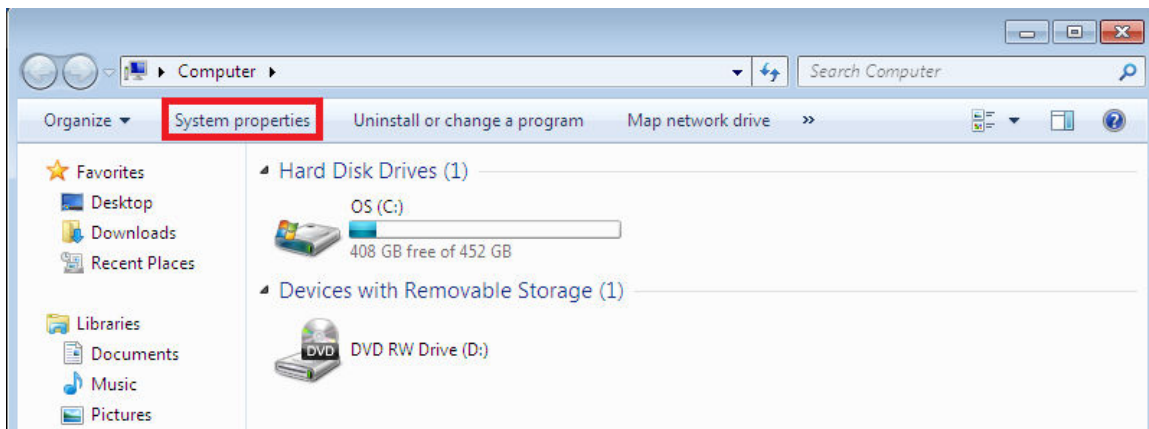 Computer
Search Computer
Organize
System properties
Uninstall or change a program
Map network drive
»
Favorites
Desktop
Downloads
Recent Places
Libraries
Documents
Music
Pictures
Hard Disk Drives (1)
OS (C:)
408 GB free of 452 GB
Devices with Removable Storage (1)
DVD
DVD RW Drive (D:)